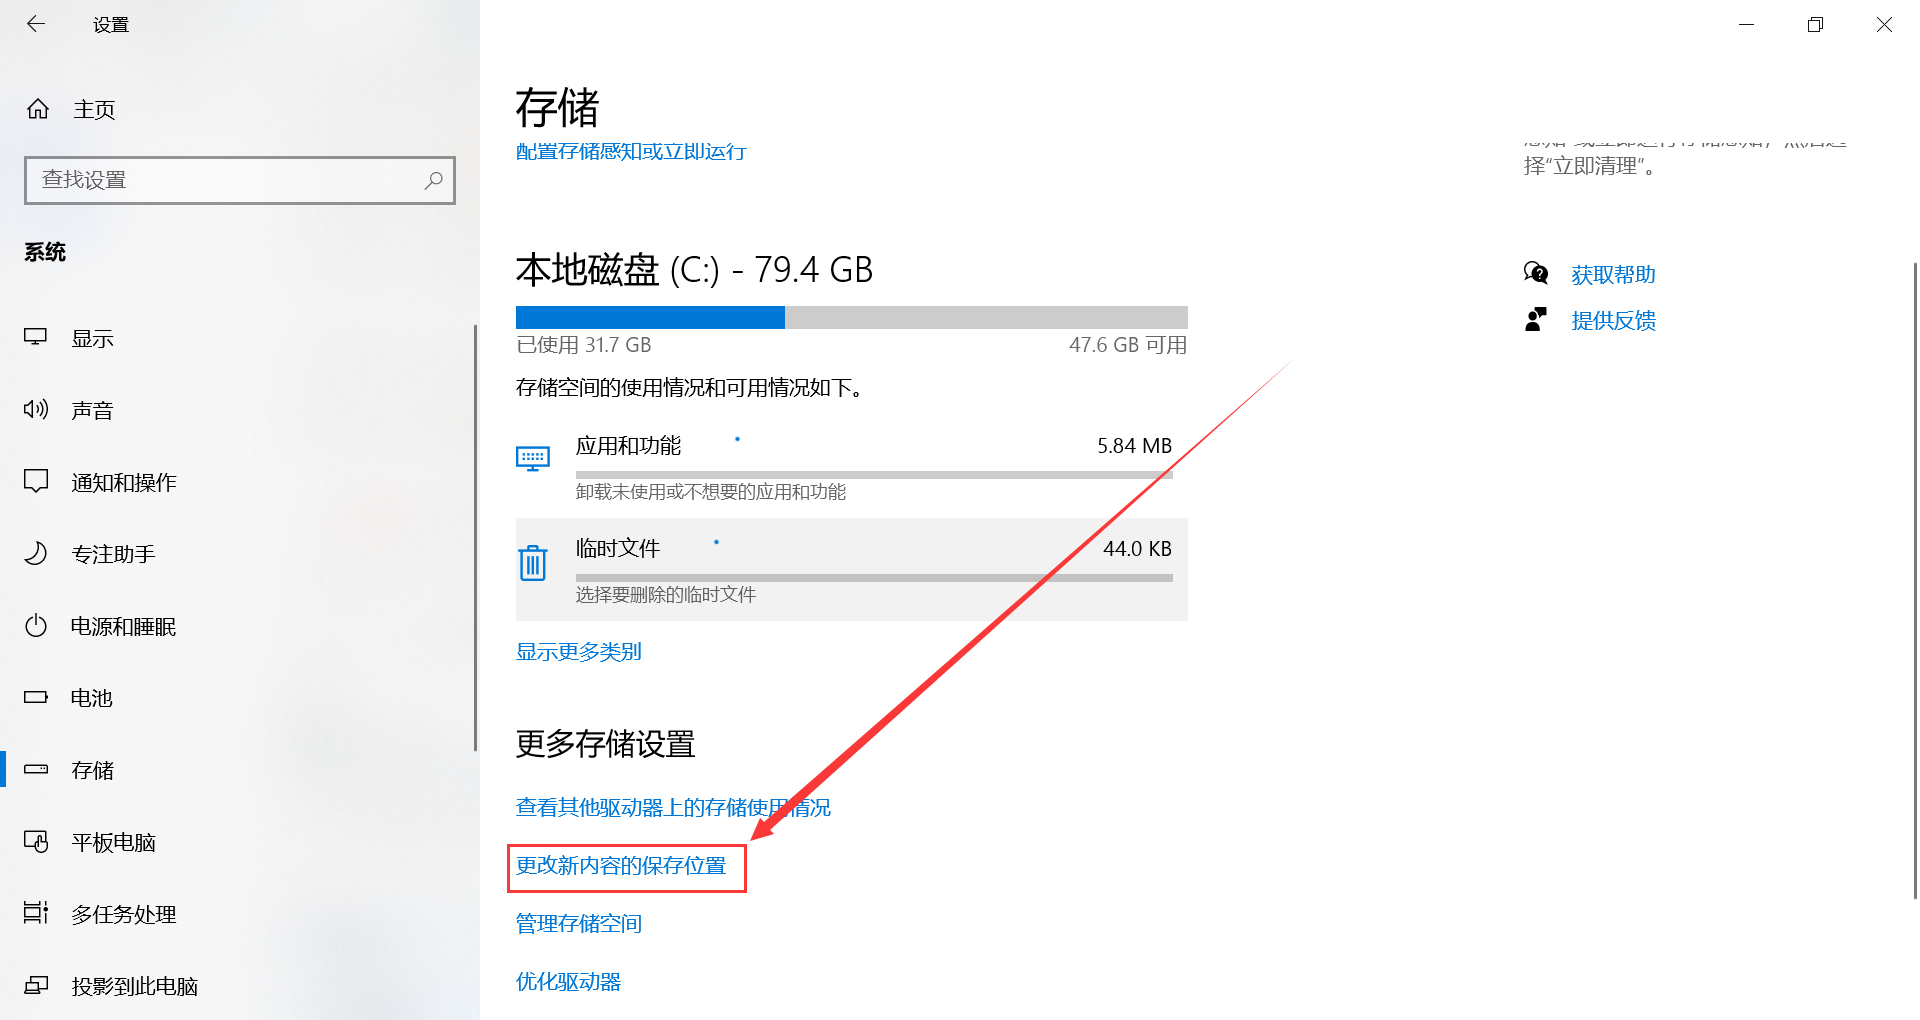 设置
主页
查找设置
系统
显示
声音
通知和操作
专注助手
电源和睡眠
电池
存储
平板电脑
多任务处理
投影到此电脑
存储
配置存储感知或立即运行
本地磁盘 (C:) - 79.4 GB
已使用 31.7 GB
47.6 GB 可用
存储空间的使用情况和可用情况如下。
应用和功能
5.84 MB
卸载未使用或不想要的应用和功能
临时文件
44.0 KB
选择要删除的临时文件
显示更多类别
更多存储设置
查看其他驱动器上的存储使用情况
更改新内容的保存位置
管理存储空间
优化驱动器
择“立即清理”。
获取帮助
提供反馈